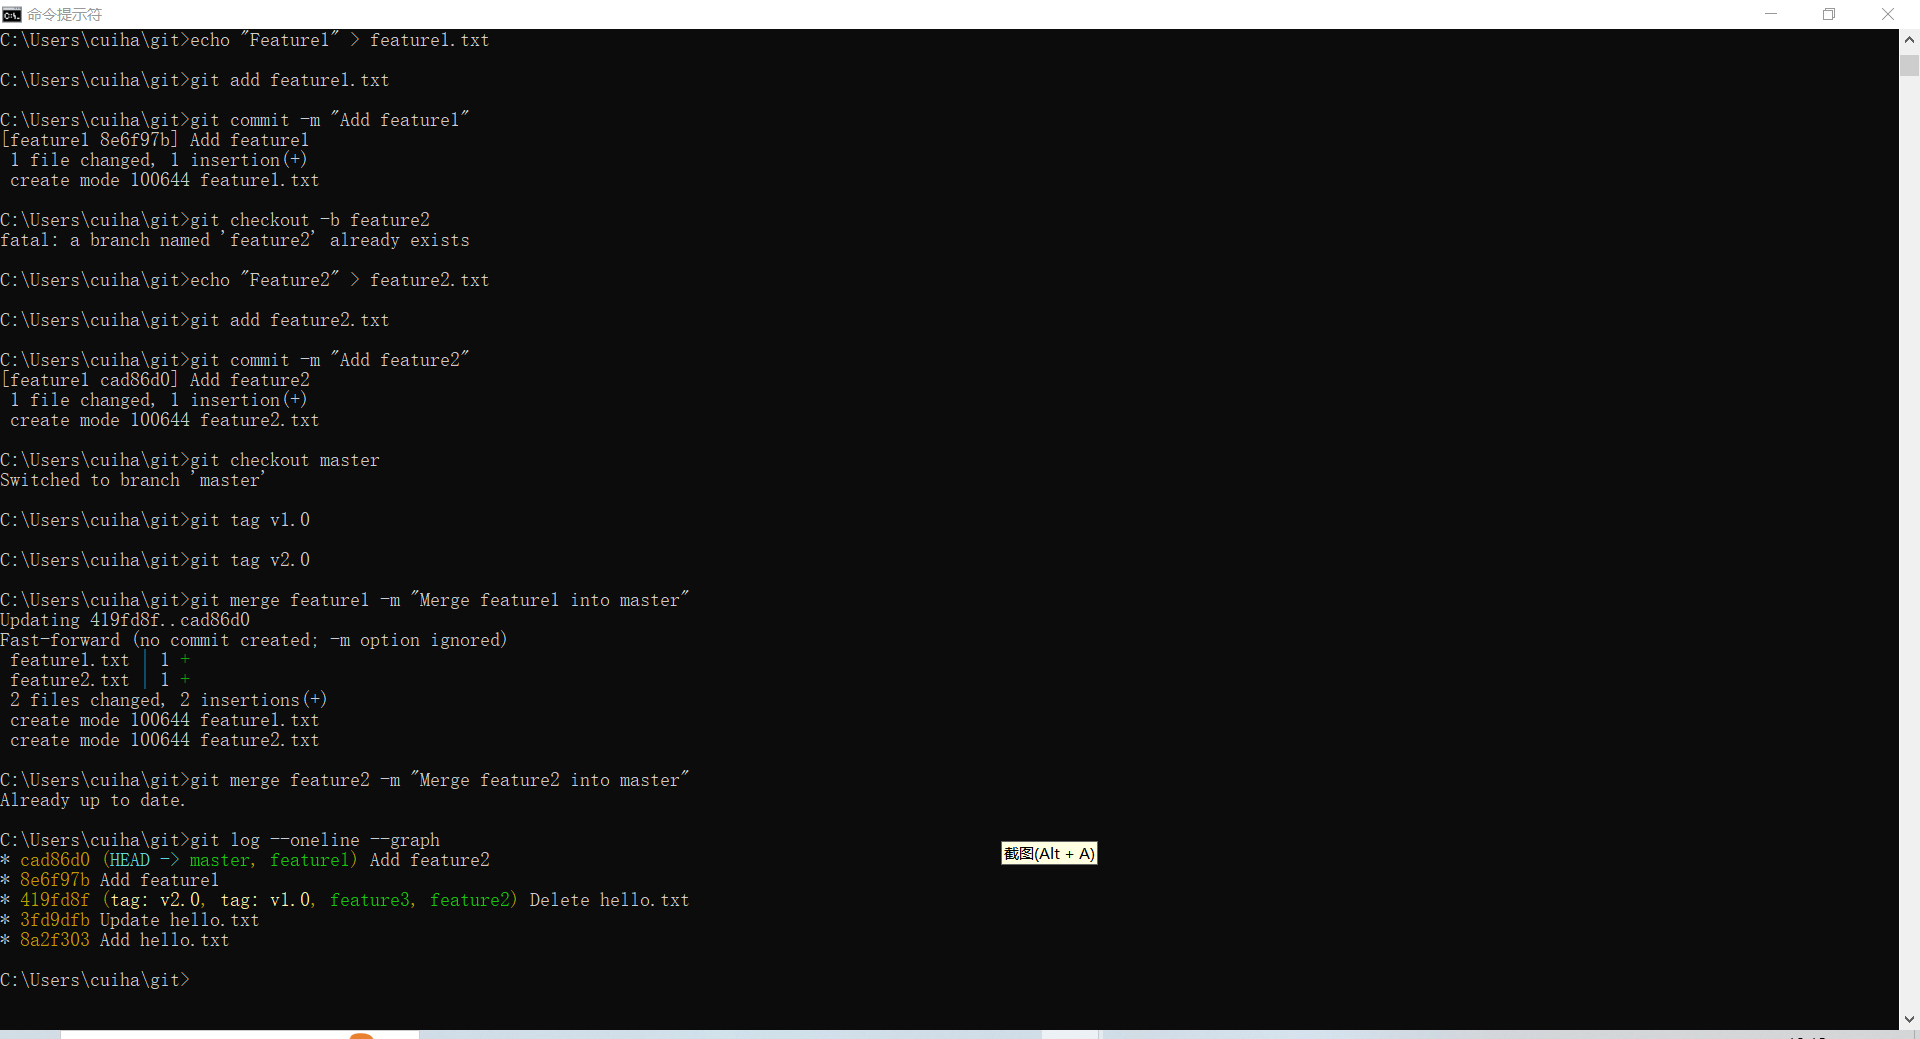 命令提示符
C:\Users\cuiha\git>echo "Feature1" > feature1.txt
C:\Users\cuiha\git>git add feature1.txt
C:\Users\cuiha\git>git commit -m "Add feature1"
[feature1 8e6f97b] Add feature1
1 file changed, 1 insertion(+)
create mode 100644 feature1.txt
C:\Users\cuiha\git>git checkout -b feature2
fatal: a branch named 'feature2' already exists
C:\Users\cuiha\git>echo "Feature2" > feature2.txt
C:\Users\cuiha\git>git add feature2.txt
C:\Users\cuiha\git>git commit -m "Add feature2"
[feature1 cad86d0] Add feature2
1 file changed, 1 insertion(+)
create mode 100644 feature2.txt
C:\Users\cuiha\git>git checkout master
Switched to branch 'master'
C:\Users\cuiha\git>git tag v1.0
C:\Users\cuiha\git>git tag v2.0
C:\Users\cuiha\git>git merge feature1 -m "Merge feature1 into master"
Updating 419fd8f..cad86d0
Fast-forward (no commit created; -m option ignored)
feature1.txt | 1 +
feature2.txt | 1 +
2 files changed, 2 insertions(+)
create mode 100644 feature1.txt
create mode 100644 feature2.txt
C:\Users\cuiha\git>git merge feature2 -m "Merge feature2 into master"
Already up to date.
C:\Users\cuiha\git>git log --oneline --graph
* cad86d0 (HEAD -> master, feature1) Add feature2
* 8e6f97b Add feature1
* 419fd8f (tag: v2.0, tag: v1.0, feature3, feature2) Delete hello.txt
* 3fd9dfb Update hello.txt
* 8a2f303 Add hello.txt
截图(Alt + A)
C:\Users\cuiha\git>